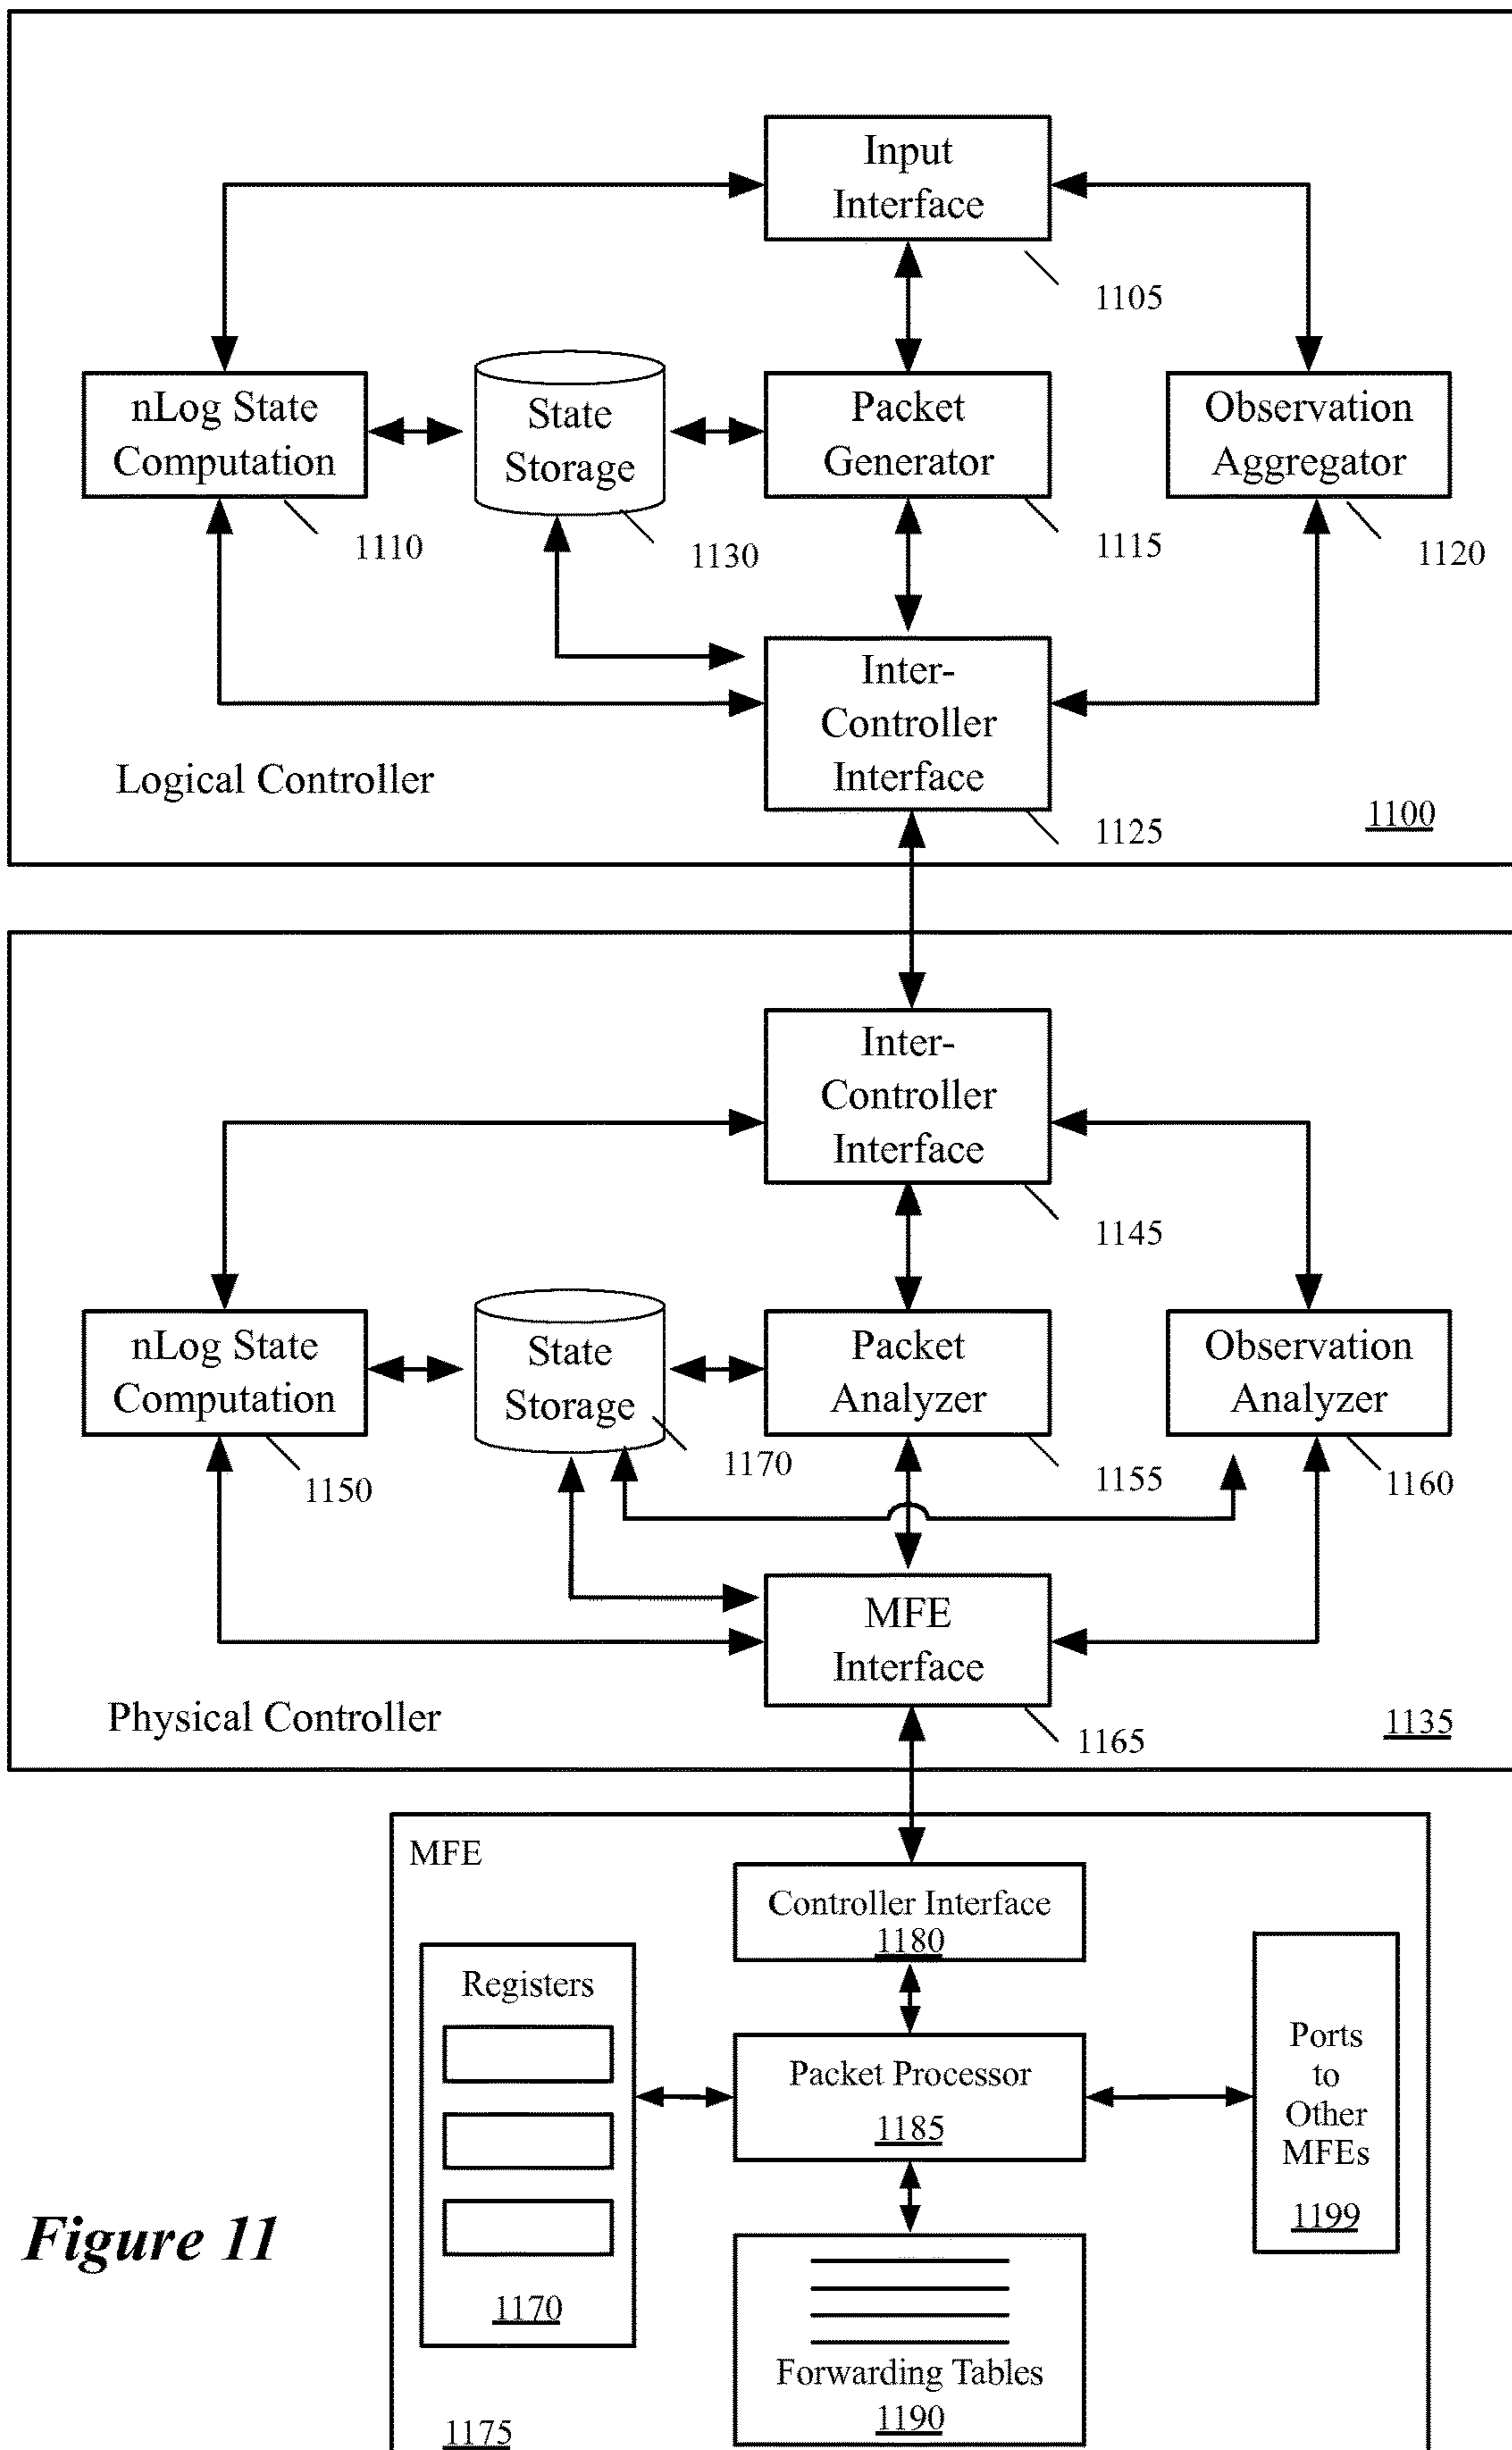 Input
Interface
1105
nLog State
Computation
1110
State
Storage
1130
Packet
Generator
1115
Observation
Aggregator
1120
Inter-
Controller
Interface
1125
Logical Controller
1100
Inter-
Controller
Interface
1145
nLog State
Computation
1150
State
Storage
1170
Packet
Analyzer
1155
Observation
Analyzer
1160
MFE
Interface
1165
Physical Controller
1135
MFE
Controller Interface
1180
Registers
1170
Packet Processor
1185
Ports
to
Other
MFEs
1199
Forwarding Tables
1190
1175
Figure 11